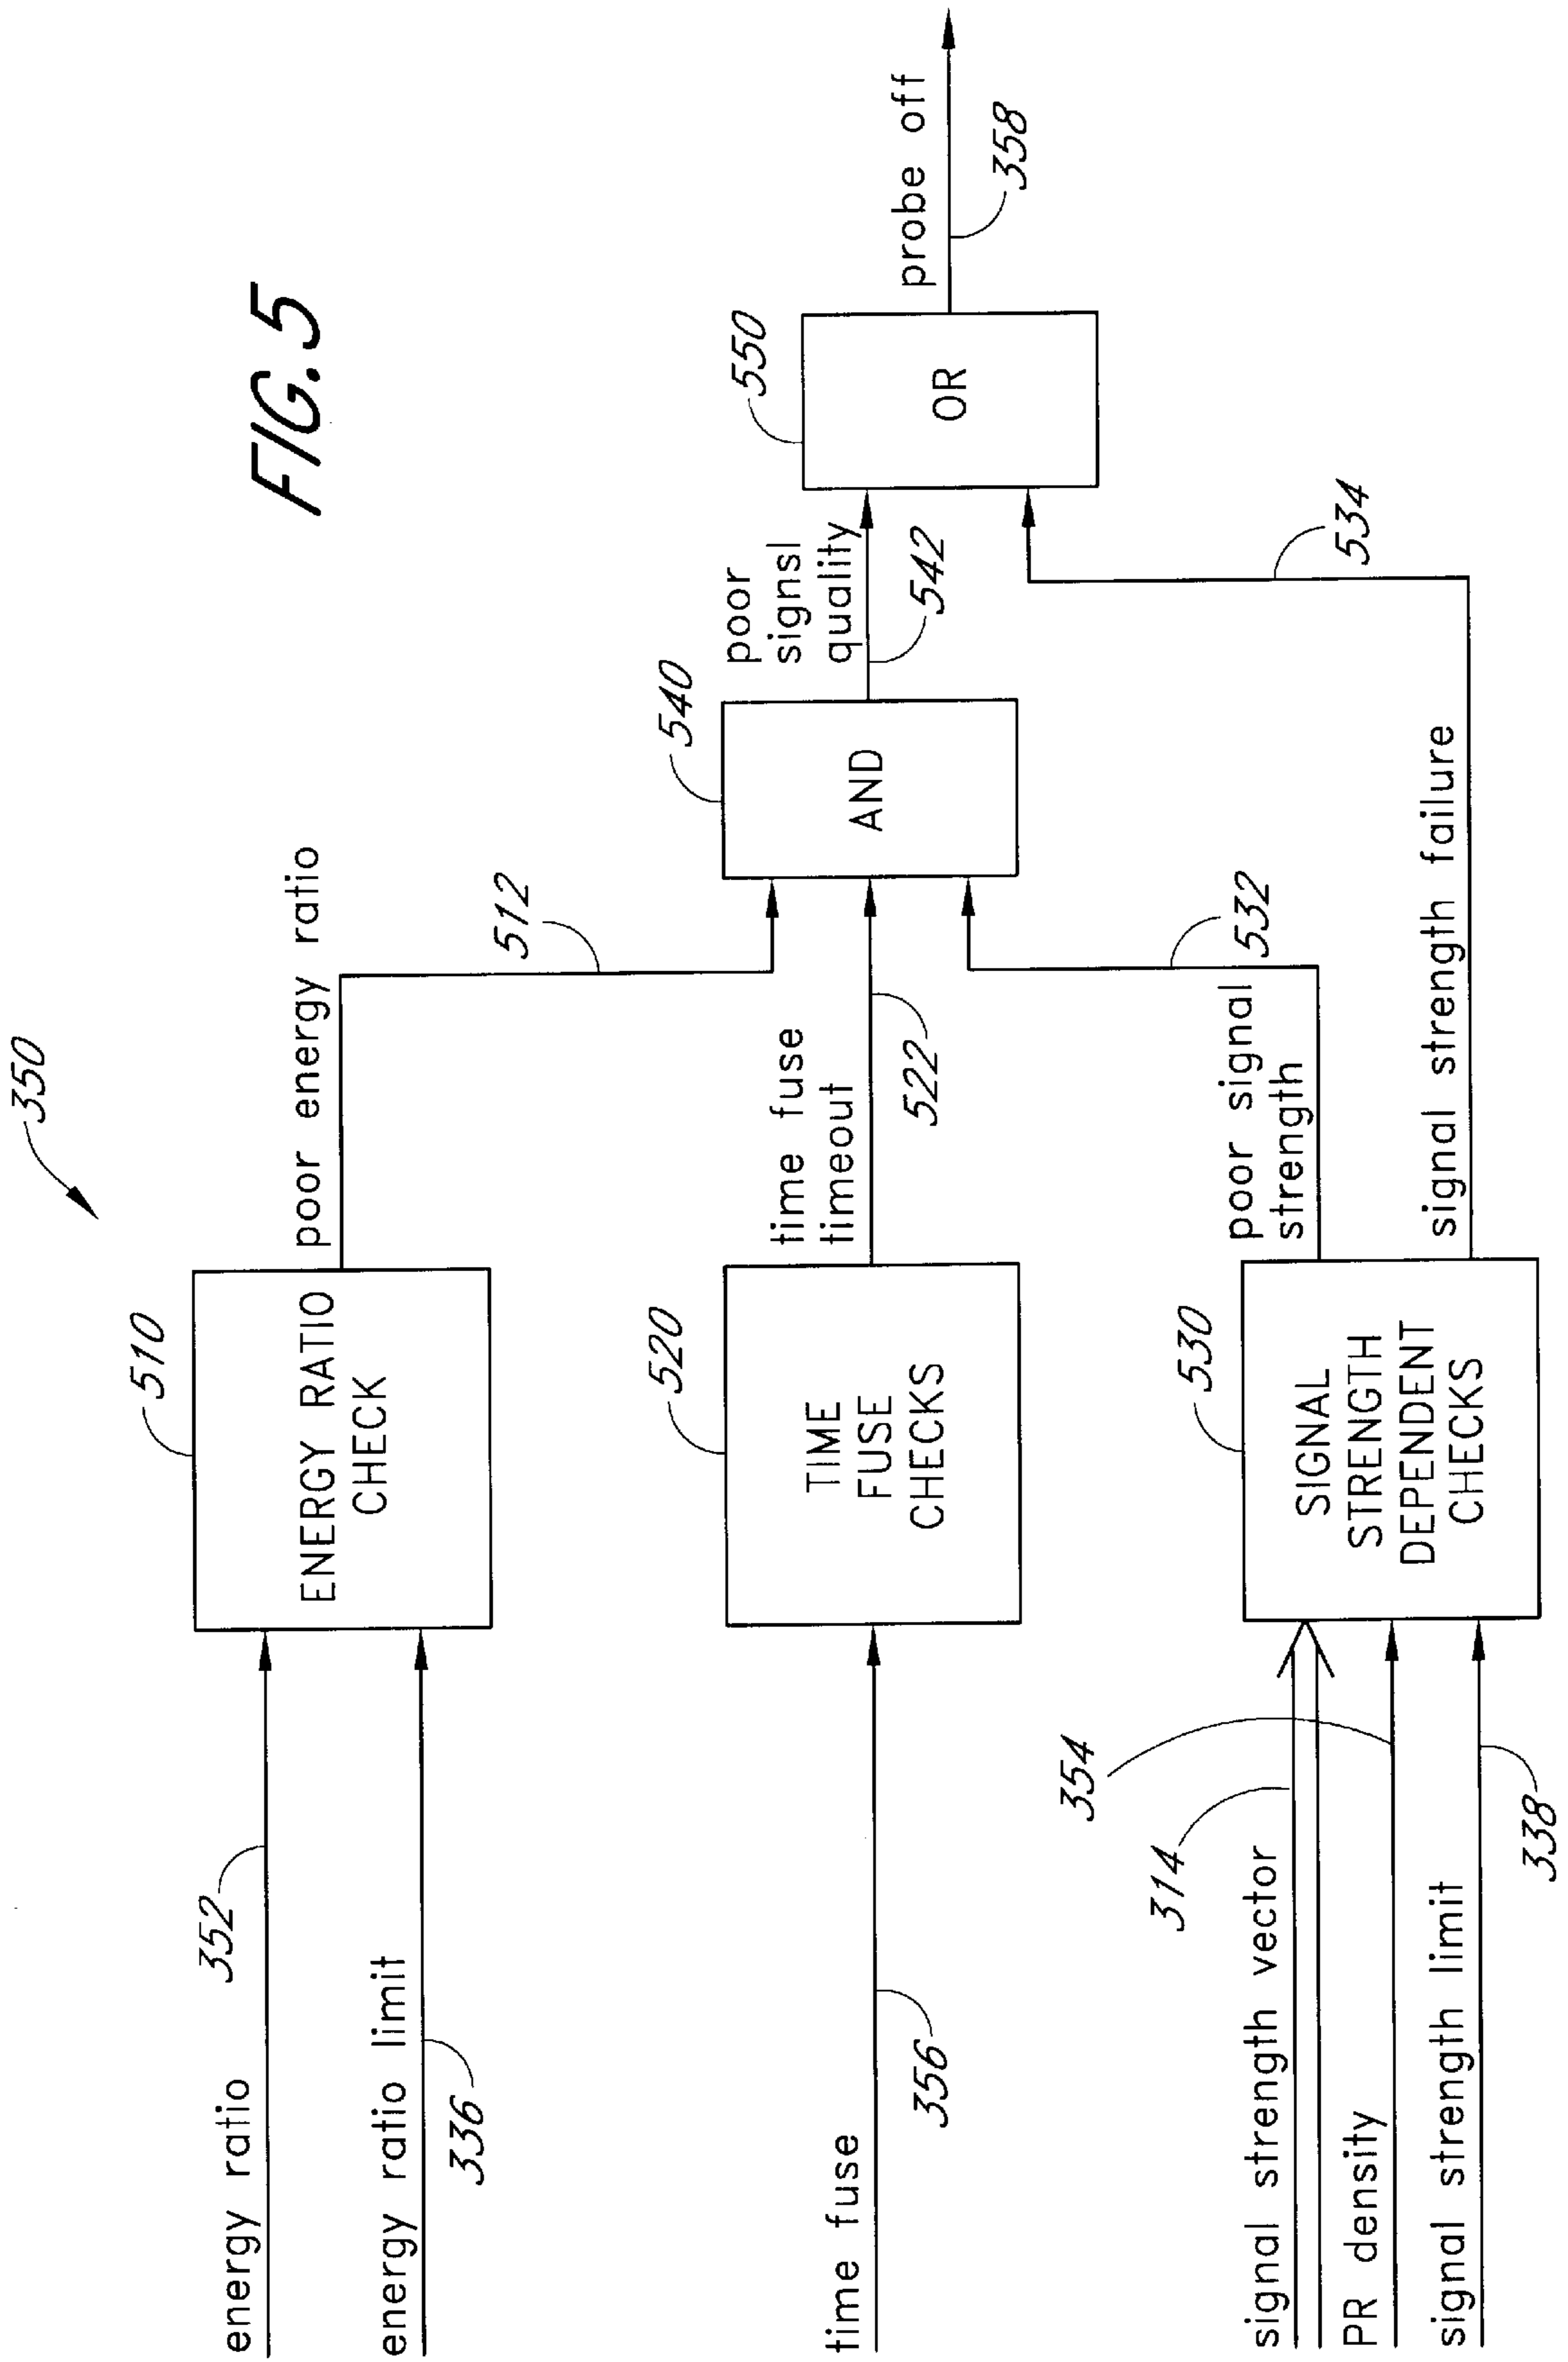 FIG. 5
350
energy ratio
352
energy ratio limit
336
510
ENERGY RATIO
CHECK
poor energy ratio
512
time fuse
356
520
TIME
FUSE
CHECKS
time fuse
timeout
522
540
AND
poor
signsl
quality
542
550
OR
probe off
358
signal strength vector
314
354
PR density
signal strength limit
338
530
SIGNAL
STRENGTH
DEPENDENT
CHECKS
poor signal
strength
532
signal strength failure
534